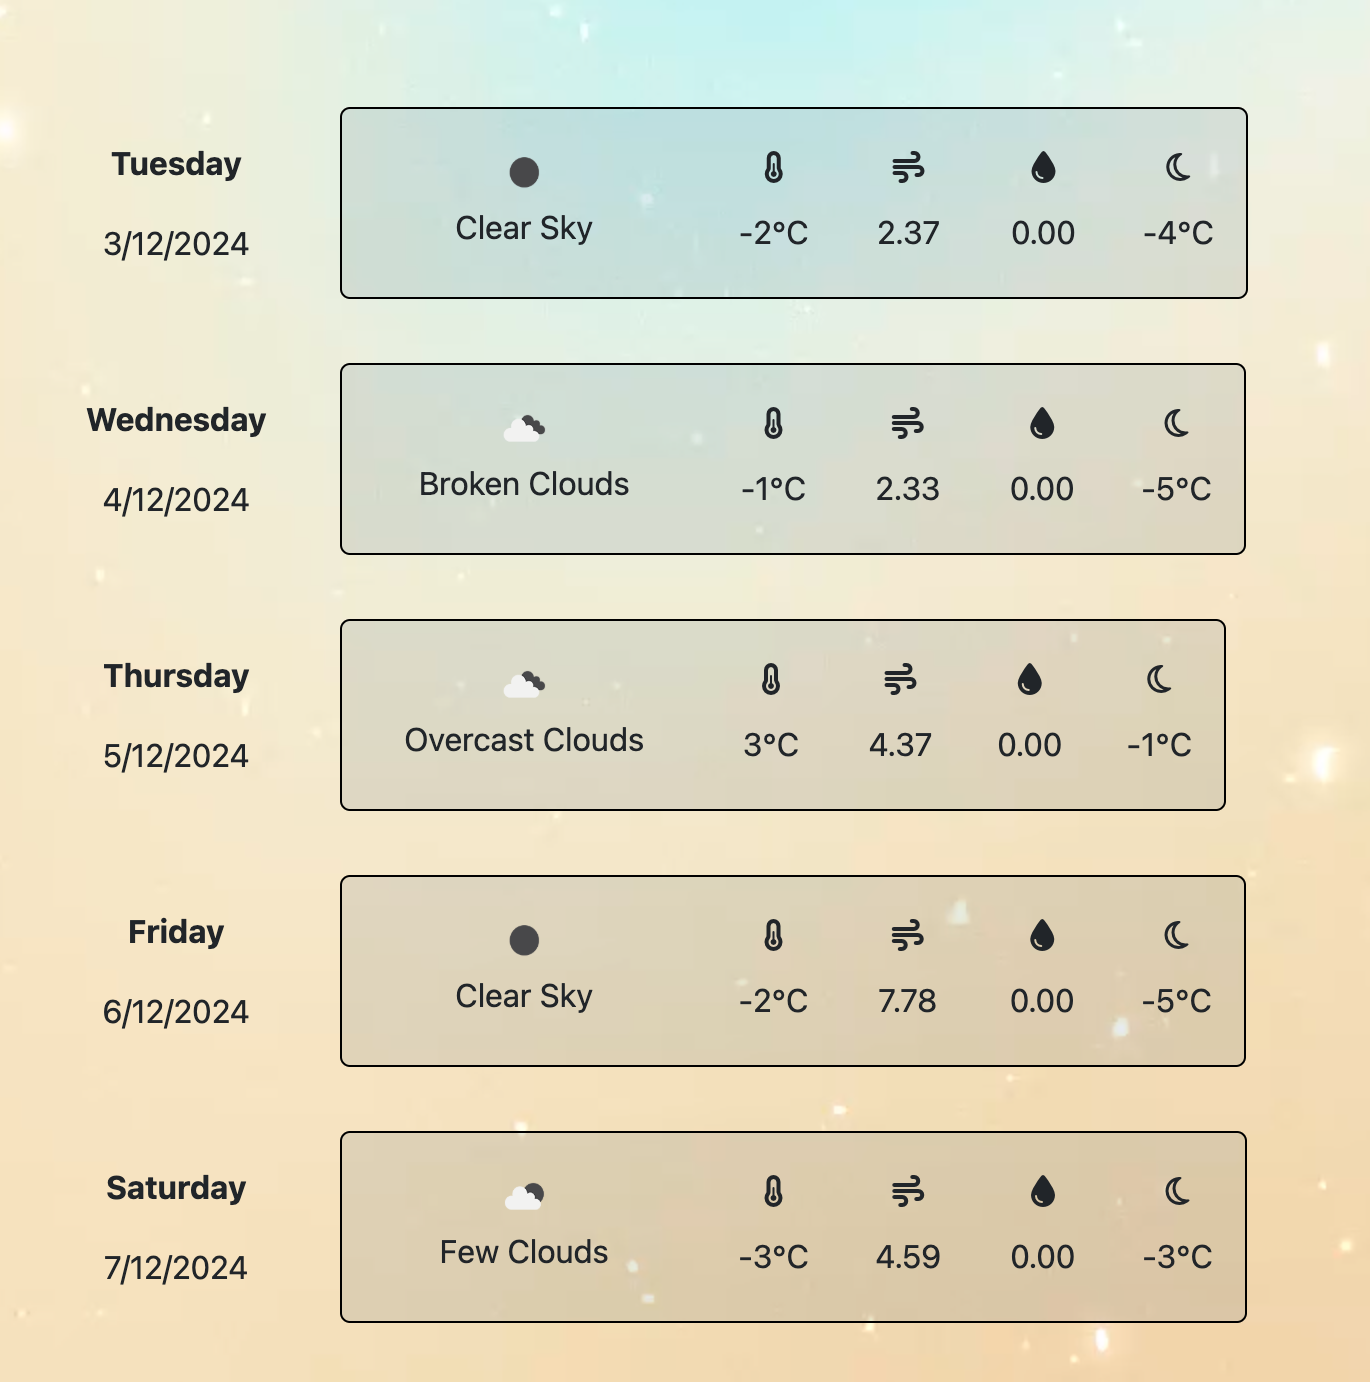 Tuesday
3/12/2024
Clear Sky
-2°C 2.37 0.00 -4°C
Wednesday
4/12/2024
Broken Clouds
-1°C 2.33 0.00 -5°C
Thursday
5/12/2024
Overcast Clouds
3°C 4.37 0.00 -1°C
Friday
6/12/2024
Clear Sky
-2°C 7.78 0.00 -5°C
Saturday
7/12/2024
Few Clouds
-3°C 4.59 0.00 -3°C